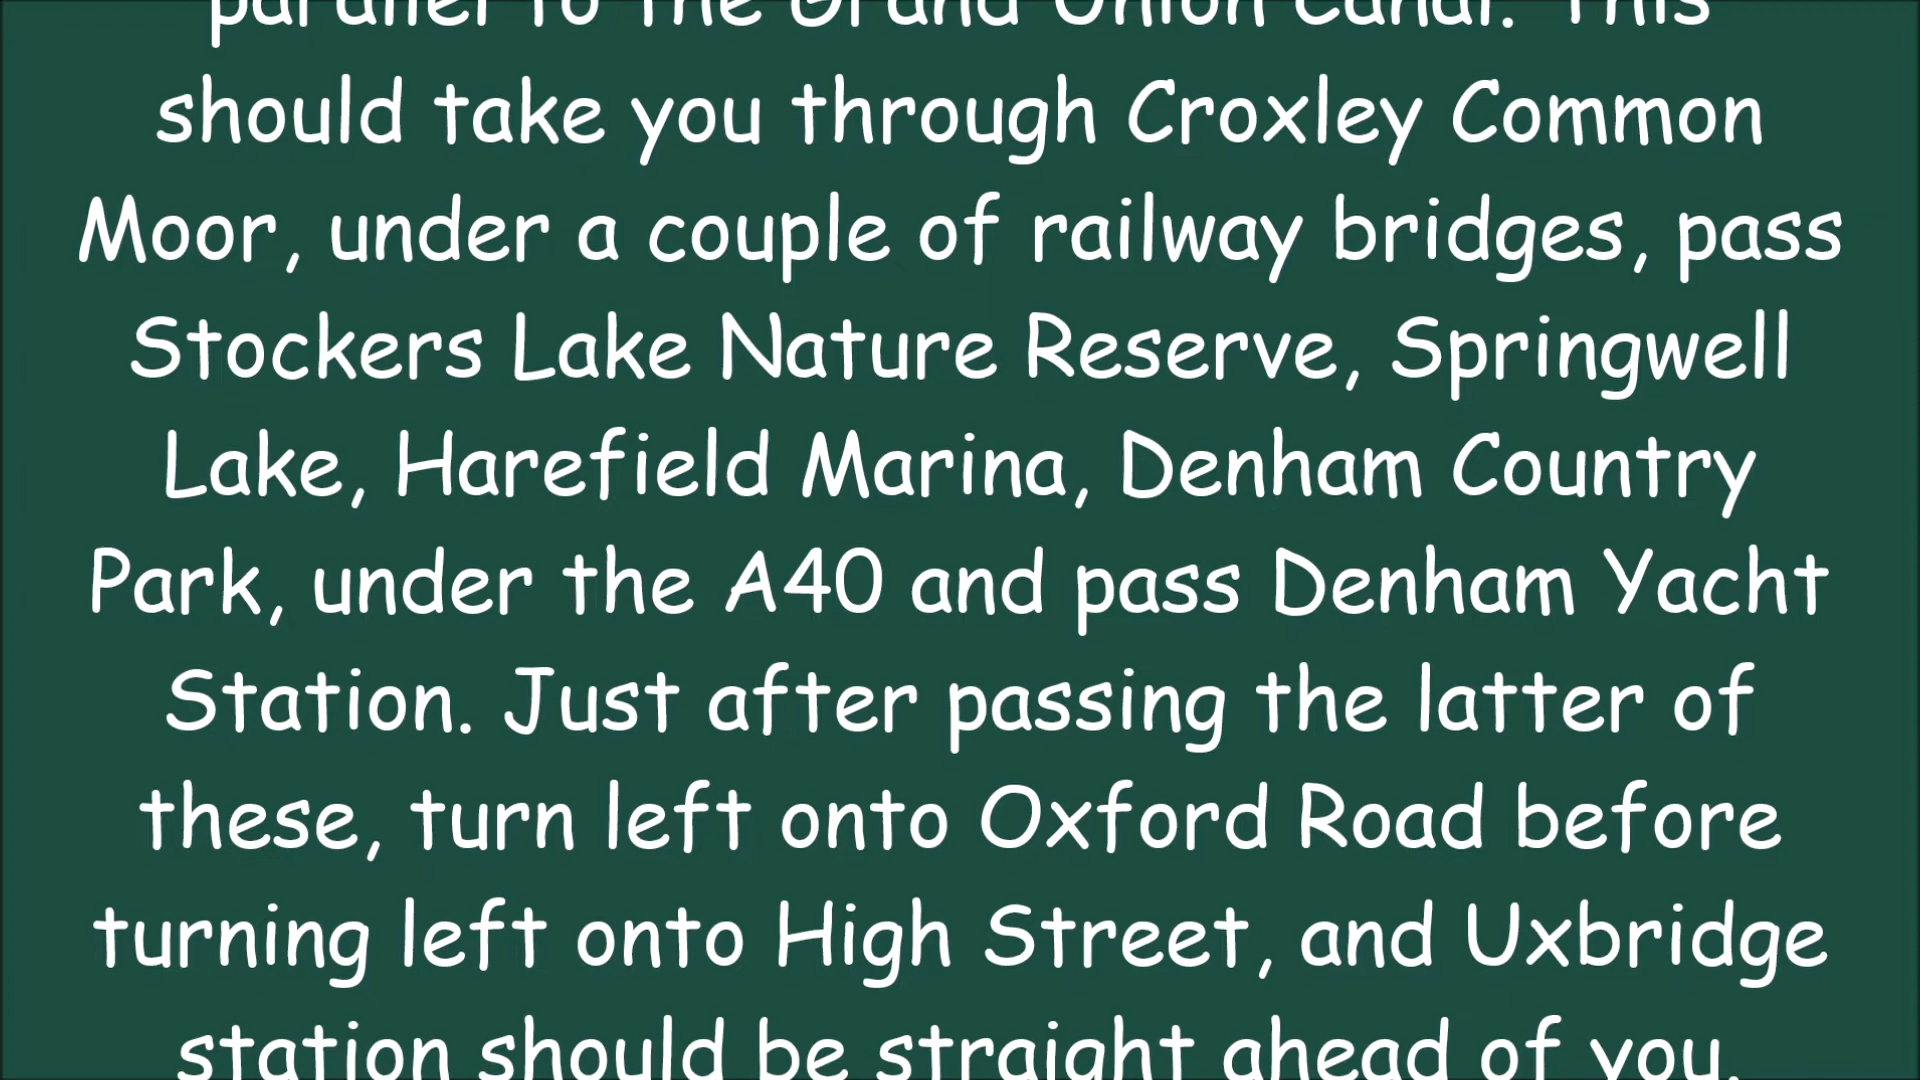 parallel to the Grand Union Canal. This
should take you through Croxley Common
Moor, under a couple of railway bridges, pass
Stockers Lake Nature Reserve, Springwell
Lake, Harefield Marina, Denham Country
Park, under the A40 and pass Denham Yacht
Station. Just after passing the latter of
these, turn left onto Oxford Road before
turning left onto High Street, and Uxbridge
station should be straight ahead of you.